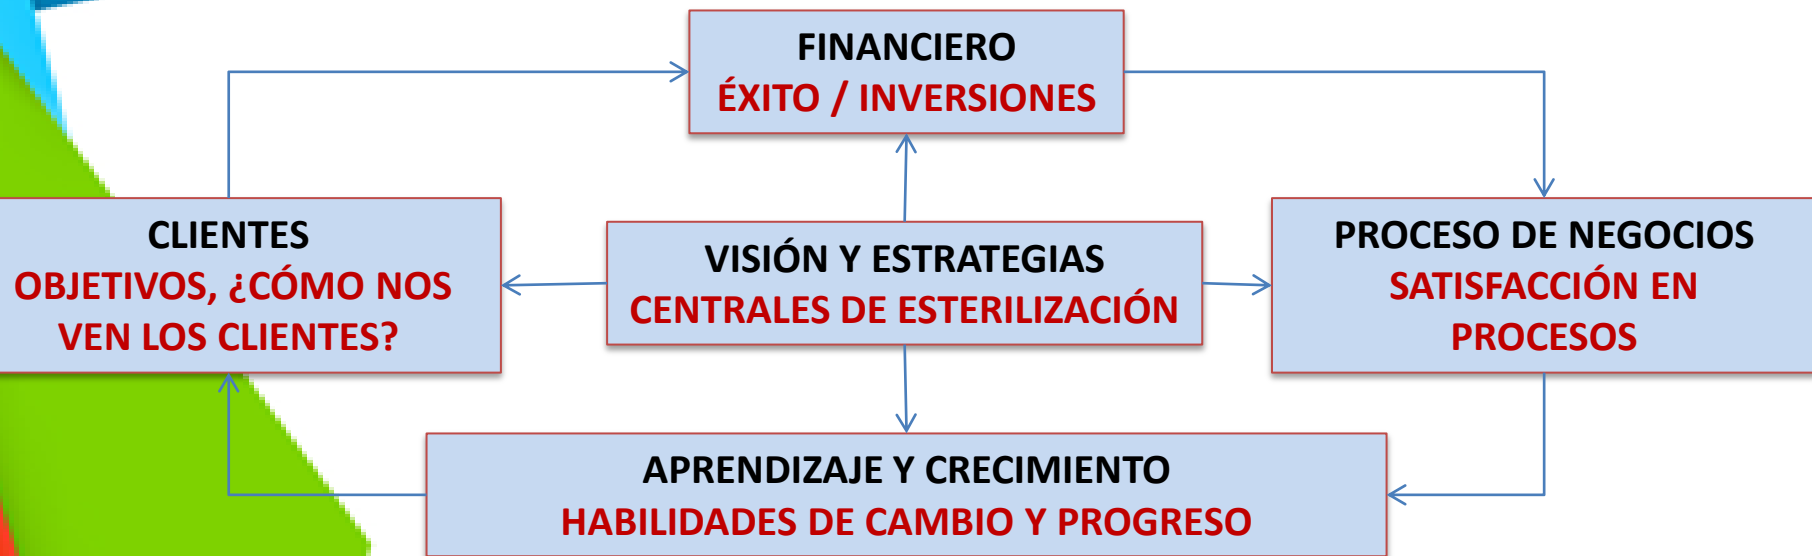 FINANCIERO
ÉXITO / INVERSIONES
CLIENTES
OBJETIVOS, ¿CÓMO NOS
VEN LOS CLIENTES?
VISIÓN Y ESTRATEGIAS
CENTRALES DE ESTERILIZACIÓN
PROCESO DE NEGOCIOS
SATISFACCIÓN EN
PROCESOS
APRENDIZAJE Y CRECIMIENTO
HABILIDADES DE CAMBIO Y PROGRESO